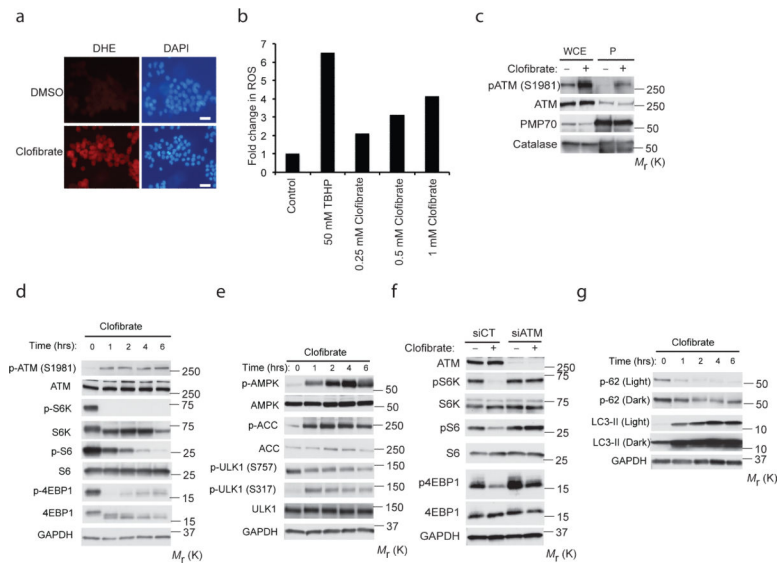 a
DHE DAPI
DMSO
Clofibrate
b
Fold change in ROS
7
6
5
4
3
2
1
0
Control
50 mM TBHP
0.25 mM Clofibrate
0.5 mM Clofibrate
1 mM Clofibrate
c
WCE P
Clofibrate: – + – +
pATM (S1981) 250
ATM 250
PMP70 50
Catalase 50
Mr (K)
d
Clofibrate
Time (hrs): 0 1 2 4 6
p-ATM (S1981) 250
ATM 250
p-S6K 75
S6K 75
p-S6 25
S6 25
p-4EBP1 15
4EBP1 15
GAPDH 37
Mr (K)
e
Clofibrate
Time (hrs) 0 1 2 4 6
p-AMPK 50
AMPK 50
p-ACC 250
ACC 250
p-ULK1 (S757) 150
p-ULK1 (S317) 150
ULK1 150
GAPDH 37
Mr (K)
f
siCT siATM
Clofibrate: – + – +
ATM 250
pS6K 75
S6K 75
pS6 25
S6 25
p4EBP1 15
4EBP1 15
GAPDH 37
Mr (K)
g
Clofibrate
Time (hrs) 0 1 2 4 6
p-62 (Light) 50
p-62 (Dark) 50
LC3-II (Light) 10
LC3-II (Dark) 10
GAPDH 37
Mr (K)